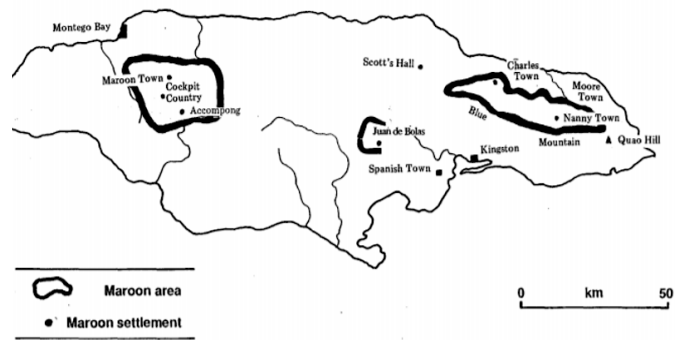 Montego Bay
Scott's Hall
Charles
Town
Maroon Town
Cockpit
Country
Accompong
Moore
Town
Blue
Nanny Town
Juan de Bolas
Mountain
Quao Hill
Kingston
Spanish Town
Maroon area
Maroon settlement
0 km 50